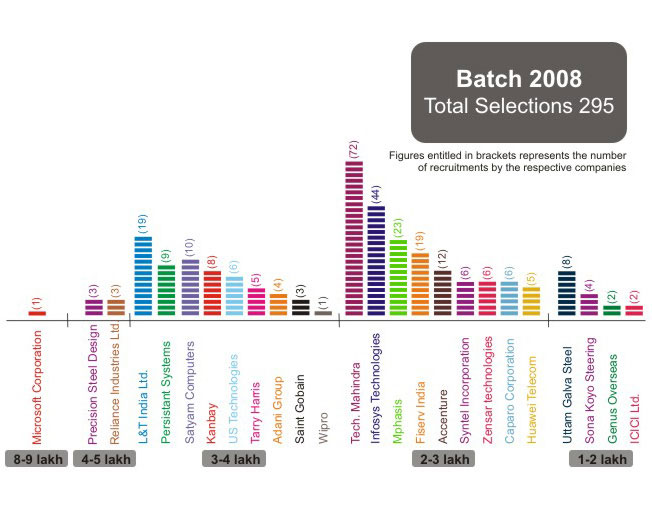 Batch 2008
Total Selections 295
Figures entitled in brackets represents the number
of recruitments by the respective companies
(1)
(3)
(3)
(19)
(9)
(10)
(8)
(6)
(5)
(4)
(3)
(1)
(72)
(44)
(23)
(19)
(12)
(6)
(6)
(6)
(5)
(8)
(4)
(2)
(2)
Microsoft Corporation
Precision Steel Design
Reliance Industries Ltd.
L&T India Ltd.
Persistant Systems
Satyam Computers
Kanbay
US Technologies
Tarry Harris
Adani Group
Saint Gobain
Wipro
Tech. Mahindra
Infosys Technologies
Mphasis
Fiserv India
Accenture
Syntel Incorporation
Zensar technologies
Caparo Corporation
Huawei Telecom
Uttam Galva Steel
Sona Koyo Steering
Genus Overseas
ICICI Ltd.
8-9 lakh
4-5 lakh
3-4 lakh
2-3 lakh
1-2 lakh